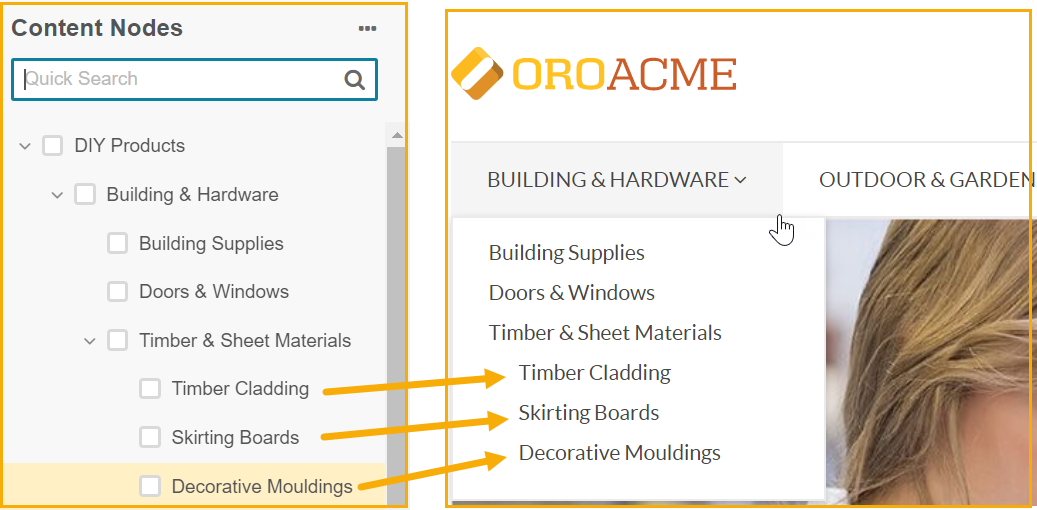 Content Nodes
Quick Search
DIY Products
Building & Hardware
Building Supplies
Doors & Windows
Timber & Sheet Materials
Timber Cladding
Skirting Boards
Decorative Mouldings
OROACME
BUILDING & HARDWARE
OUTDOOR & GARDEN
Building Supplies
Doors & Windows
Timber & Sheet Materials
Timber Cladding
Skirting Boards
Decorative Mouldings